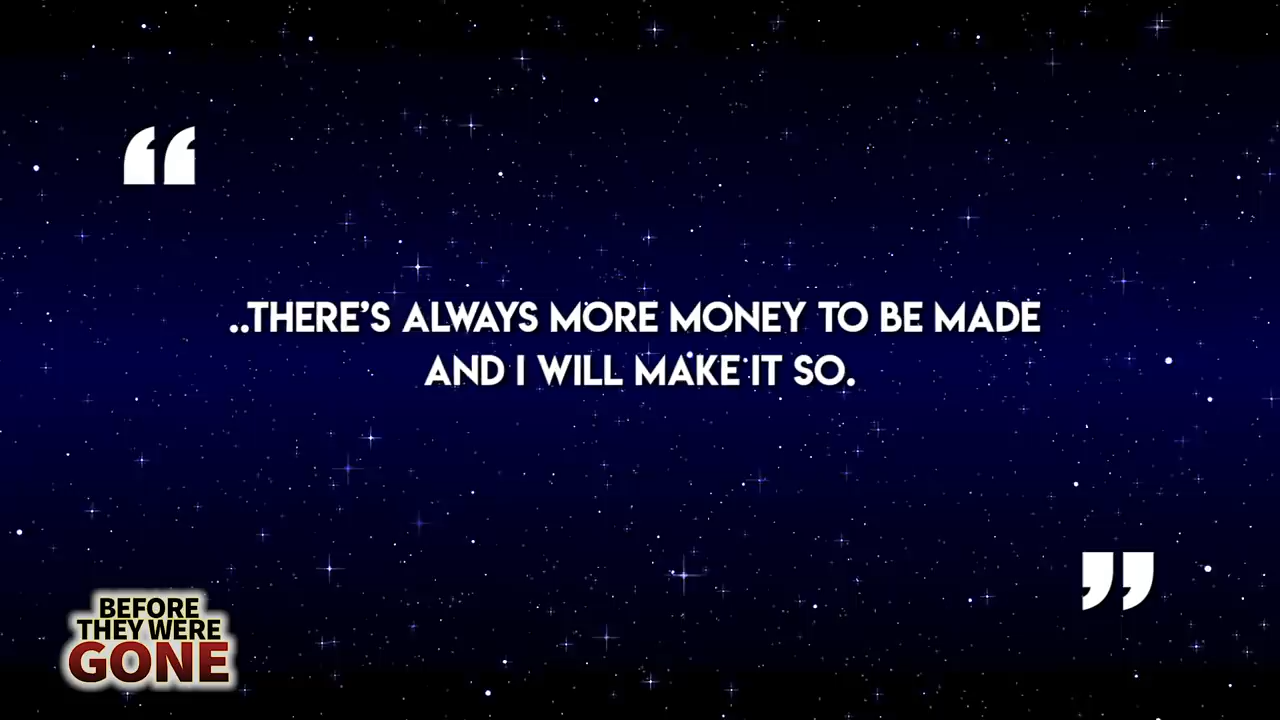 “
..THERE’S ALWAYS MORE MONEY TO BE MADE
AND I WILL MAKE IT SO.
”
BEFORE
THEY WERE
GONE